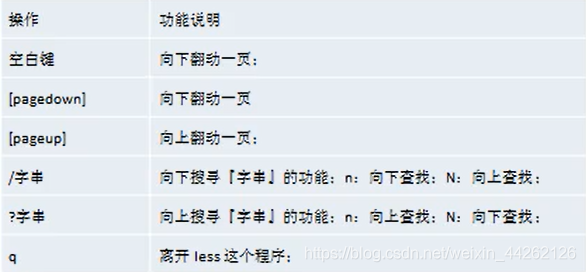 操作 功能说明
空白键 向下翻动一页；
[pagedown] 向下翻动一页
[pageup] 向上翻动一页；
/字串 向下搜寻『字串』的功能；n：向下查找；N：向上查找；
?字串 向上搜寻『字串』的功能；n：向上查找；N：向下查找；
q 离开 less 这个程序；
https://blog.csdn.net/weixin_44262126